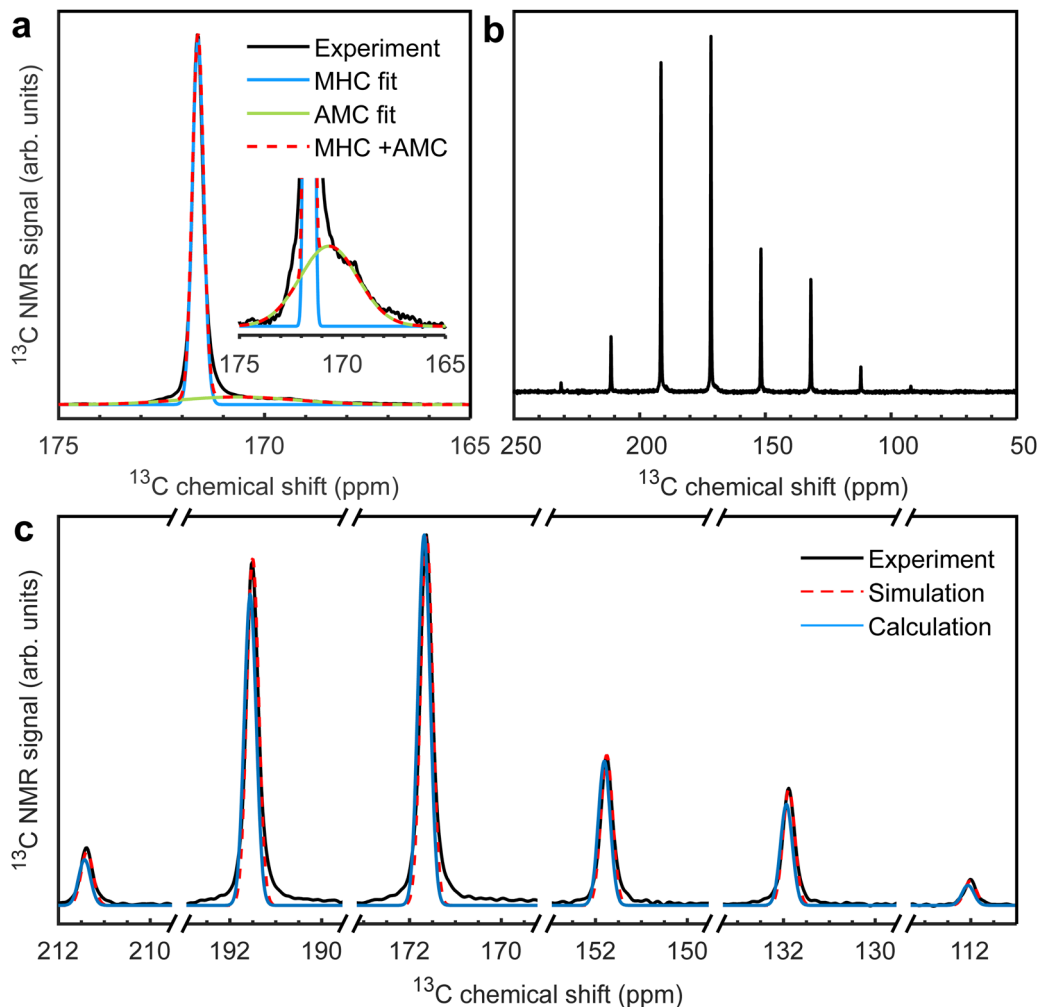 a
Experiment
MHC fit
AMC fit
MHC +AMC
175 170 165
175 170 165
¹³C NMR signal (arb. units)
¹³C chemical shift (ppm)
b
250 200 150 100 50
¹³C chemical shift (ppm)
c
Experiment
Simulation
Calculation
¹³C NMR signal (arb. units)
212 210 192 190 172 170 152 150 132 130 112
¹³C chemical shift (ppm)